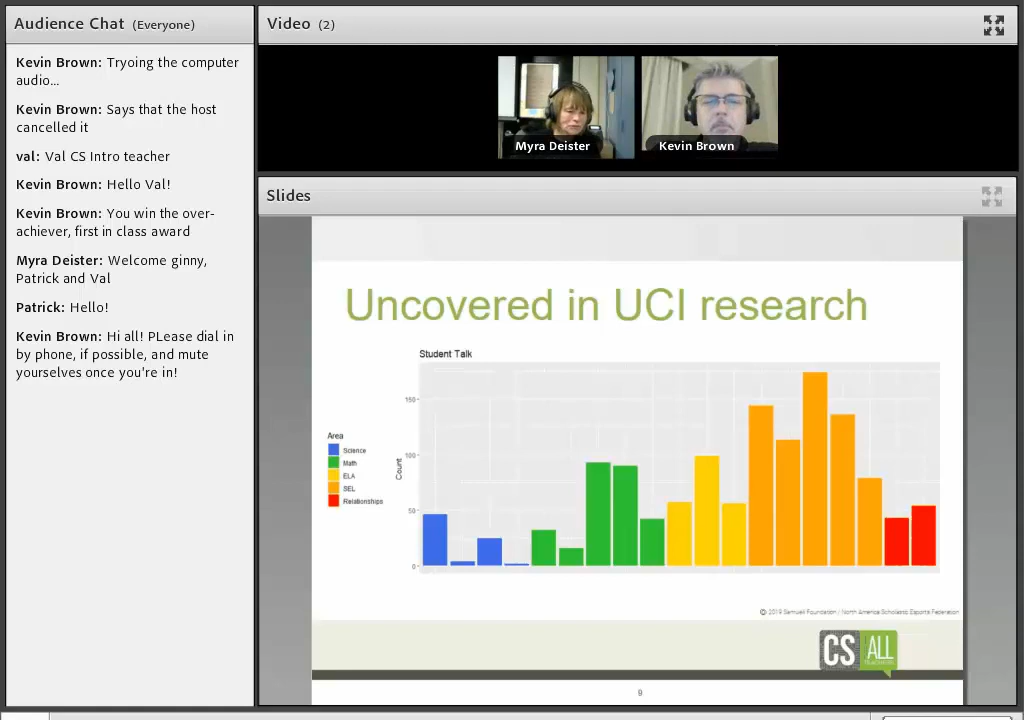 Audience Chat (Everyone)
Kevin Brown: Tryoing the computer
audio...
Kevin Brown: Says that the host
cancelled it
val: Val CS Intro teacher
Kevin Brown: Hello Val!
Kevin Brown: You win the over-
achiever, first in class award
Myra Deister: Welcome ginny,
Patrick and Val
Patrick: Hello!
Kevin Brown: Hi all! PLease dial in
by phone, if possible, and mute
yourselves once you're in!
Video (2)
Myra Deister
Kevin Brown
Slides
Uncovered in UCI research
Student Talk
Area
Science
Math
ELA
SEL
Relationships
Count
150
100
50
0
© 2019 Samueli Foundation / North America Scholastic Esports Federation
CS ALL
TEACHERS
9